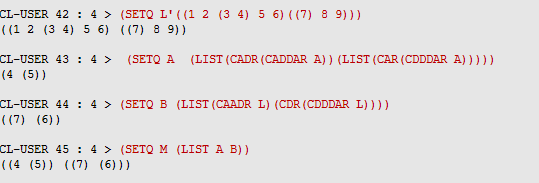 CL-USER 42 : 4 > (SETQ L'((1 2 (3 4) 5 6)((7) 8 9)))
((1 2 (3 4) 5 6) ((7) 8 9))
CL-USER 43 : 4 >  (SETQ A  (LIST(CADR(CADDAR A))(LIST(CAR(CDDDAR A)))))
(4 (5))
CL-USER 44 : 4 > (SETQ B (LIST(CAADR L)(CDR(CDDDAR L))))
((7) (6))
CL-USER 45 : 4 > (SETQ M (LIST A B))
((4 (5)) ((7) (6)))